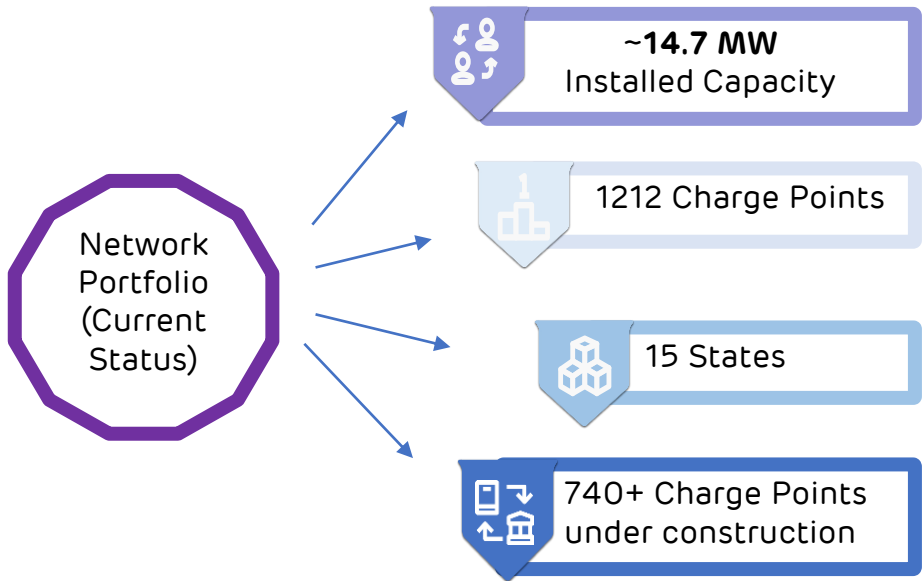 Network
Portfolio
(Current
Status)
~14.7 MW
Installed Capacity
1
1212 Charge Points
15 States
740+ Charge Points
under construction